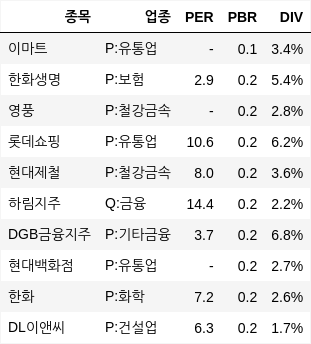 종목 업종 PER PBR DIV
이마트 P:유통업 - 0.1 3.4%
한화생명 P:보험 2.9 0.2 5.4%
영풍 P:철강금속 - 0.2 2.8%
롯데쇼핑 P:유통업 10.6 0.2 6.2%
현대제철 P:철강금속 8.0 0.2 3.6%
하림지주 Q:금융 14.4 0.2 2.2%
DGB금융지주 P:기타금융 3.7 0.2 6.8%
현대백화점 P:유통업 - 0.2 2.7%
한화 P:화학 7.2 0.2 2.6%
DL이앤씨 P:건설업 6.3 0.2 1.7%